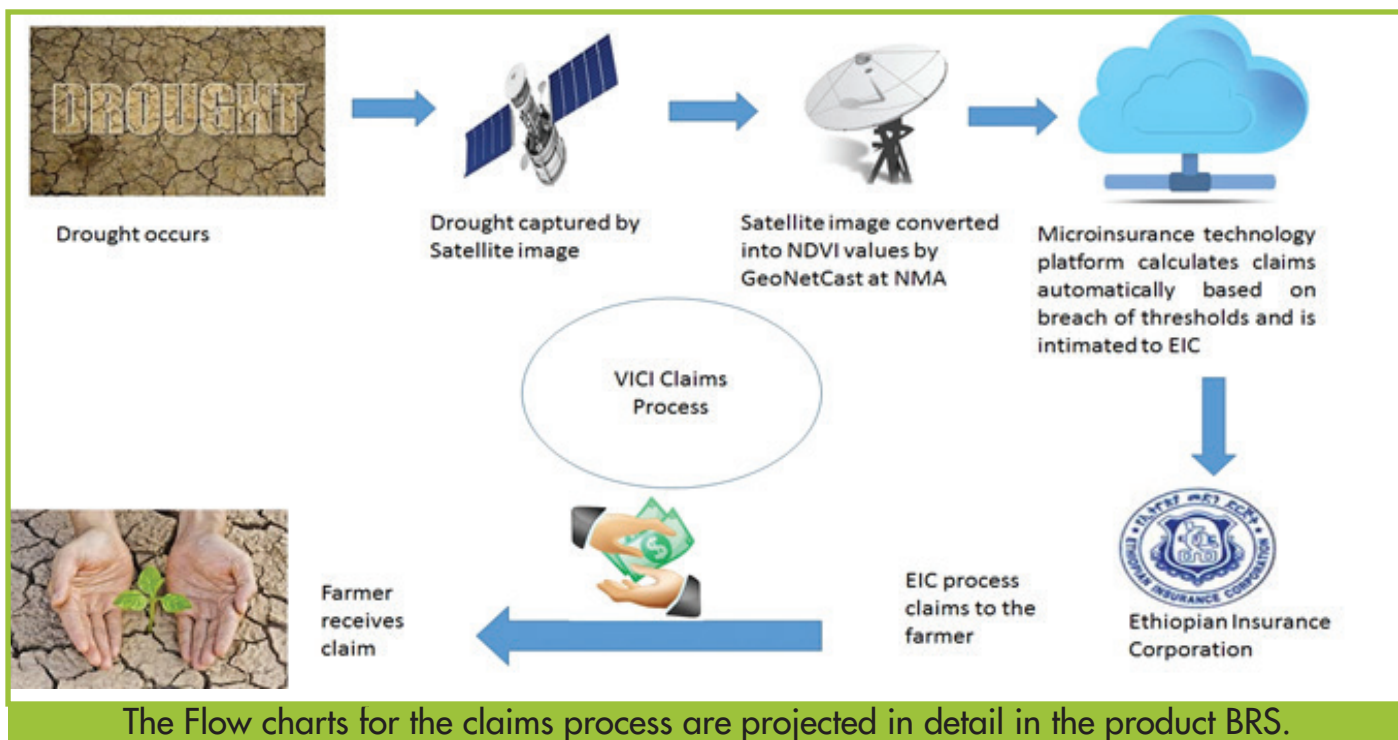 DROUGHT
Drought occurs
Drought captured by
Satellite image
Satellite image converted
into NDVI values by
GeoNetCast at NMA
Microinsurance technology
platform calculates claims
automatically based on
breach of thresholds and is
intimated to EIC
VICI Claims
Process
ETHIOPIAN INSURANCE CORPORATION
Ethiopian Insurance
Corporation
EIC process
claims to the
farmer
$
Farmer
receives
claim
The Flow charts for the claims process are projected in detail in the product BRS.